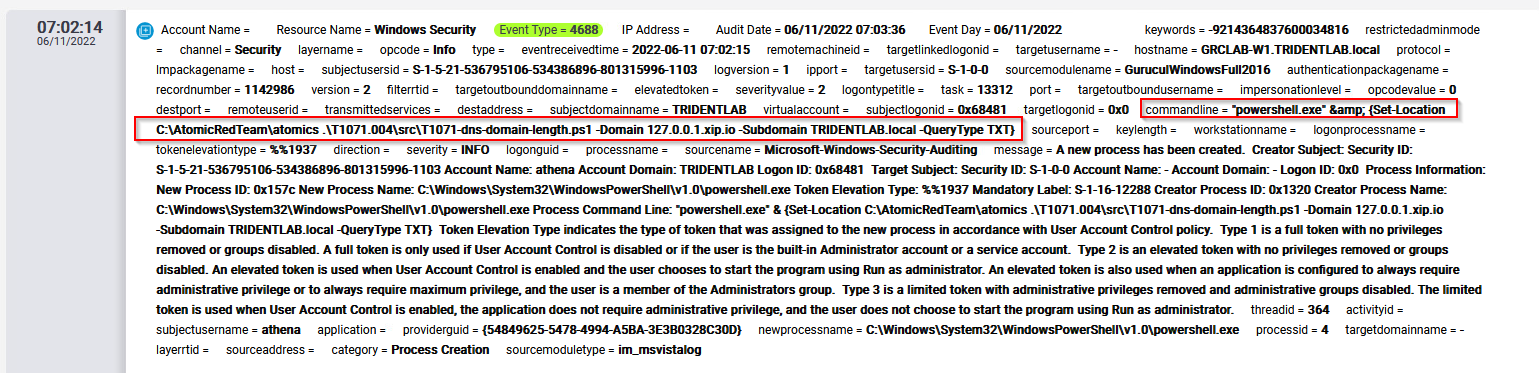 07:02:14
06/11/2022
Account Name = Resource Name = Windows Security Event Type = 4688 IP Address = Audit Date = 06/11/2022 07:03:36 Event Day = 06/11/2022 keywords = -9214364837600034816 restrictedadminmode
= channel = Security layername = opcode = Info type = eventreceivedtime = 2022-06-11 07:02:15 remotemachineid = targetlinkedlogonid = targetusername = - hostname = GRCLAB-W1.TRIDENTLAB.local protocol =
lmpackagename = host = subjectusersid = S-1-5-21-536795106-534386896-801315996-1103 logversion = 1 ipport = targetusersid = S-1-0-0 sourcemodulename = GuruculWindowsFull2016 authenticationpackagename =
recordnumber = 1142986 version = 2 filterrtid = targetoutbounddomainname = elevatedtoken = severityvalue = 2 logontypetitle = task = 13312 port = targetoutboundusername = impersonationlevel = opcodevalue = 0
destport = remoteuserid = transmittedservices = destaddress = subjectdomainname = TRIDENTLAB virtualaccount = subjectlogonid = 0x68481 targetlogonid = 0x0 commandline = "powershell.exe" &amp; {Set-Location
C:\AtomicRedTeam\atomics .\T1071.004\src\T1071-dns-domain-length.ps1 -Domain 127.0.0.1.xip.io -Subdomain TRIDENTLAB.local -QueryType TXT} sourceport = keylength = workstationname = logonprocessname =
tokenelevationtype = %%1937 direction = severity = INFO logonguid = processname = sourcename = Microsoft-Windows-Security-Auditing message = A new process has been created. Creator Subject: Security ID:
S-1-5-21-536795106-534386896-801315996-1103 Account Name: athena Account Domain: TRIDENTLAB Logon ID: 0x68481 Target Subject: Security ID: S-1-0-0 Account Name: - Account Domain: - Logon ID: 0x0 Process Information:
New Process ID: 0x157c New Process Name: C:\Windows\System32\WindowsPowerShell\v1.0\powershell.exe Token Elevation Type: %%1937 Mandatory Label: S-1-16-12288 Creator Process ID: 0x1320 Creator Process Name:
C:\Windows\System32\WindowsPowerShell\v1.0\powershell.exe Process Command Line: "powershell.exe" & {Set-Location C:\AtomicRedTeam\atomics .\T1071.004\src\T1071-dns-domain-length.ps1 -Domain 127.0.0.1.xip.io
-Subdomain TRIDENTLAB.local -QueryType TXT} Token Elevation Type indicates the type of token that was assigned to the new process in accordance with User Account Control policy. Type 1 is a full token with no privileges
removed or groups disabled. A full token is only used if User Account Control is disabled or if the user is the built-in Administrator account or a service account. Type 2 is an elevated token with no privileges removed or groups
disabled. An elevated token is used when User Account Control is enabled and the user chooses to start the program using Run as administrator. An elevated token is also used when an application is configured to always require
administrative privilege or to always require maximum privilege, and the user is a member of the Administrators group. Type 3 is a limited token with administrative privileges removed and administrative groups disabled. The limited
token is used when User Account Control is enabled, the application does not require administrative privilege, and the user does not choose to start the program using Run as administrator. threadid = 364 activityid =
subjectusername = athena application = providerguid = {54849625-5478-4994-A5BA-3E3B0328C30D} newprocessname = C:\Windows\System32\WindowsPowerShell\v1.0\powershell.exe processid = 4 targetdomainname = -
layerrtid = sourceaddress = category = Process Creation sourcemoduletype = im_msvistalog